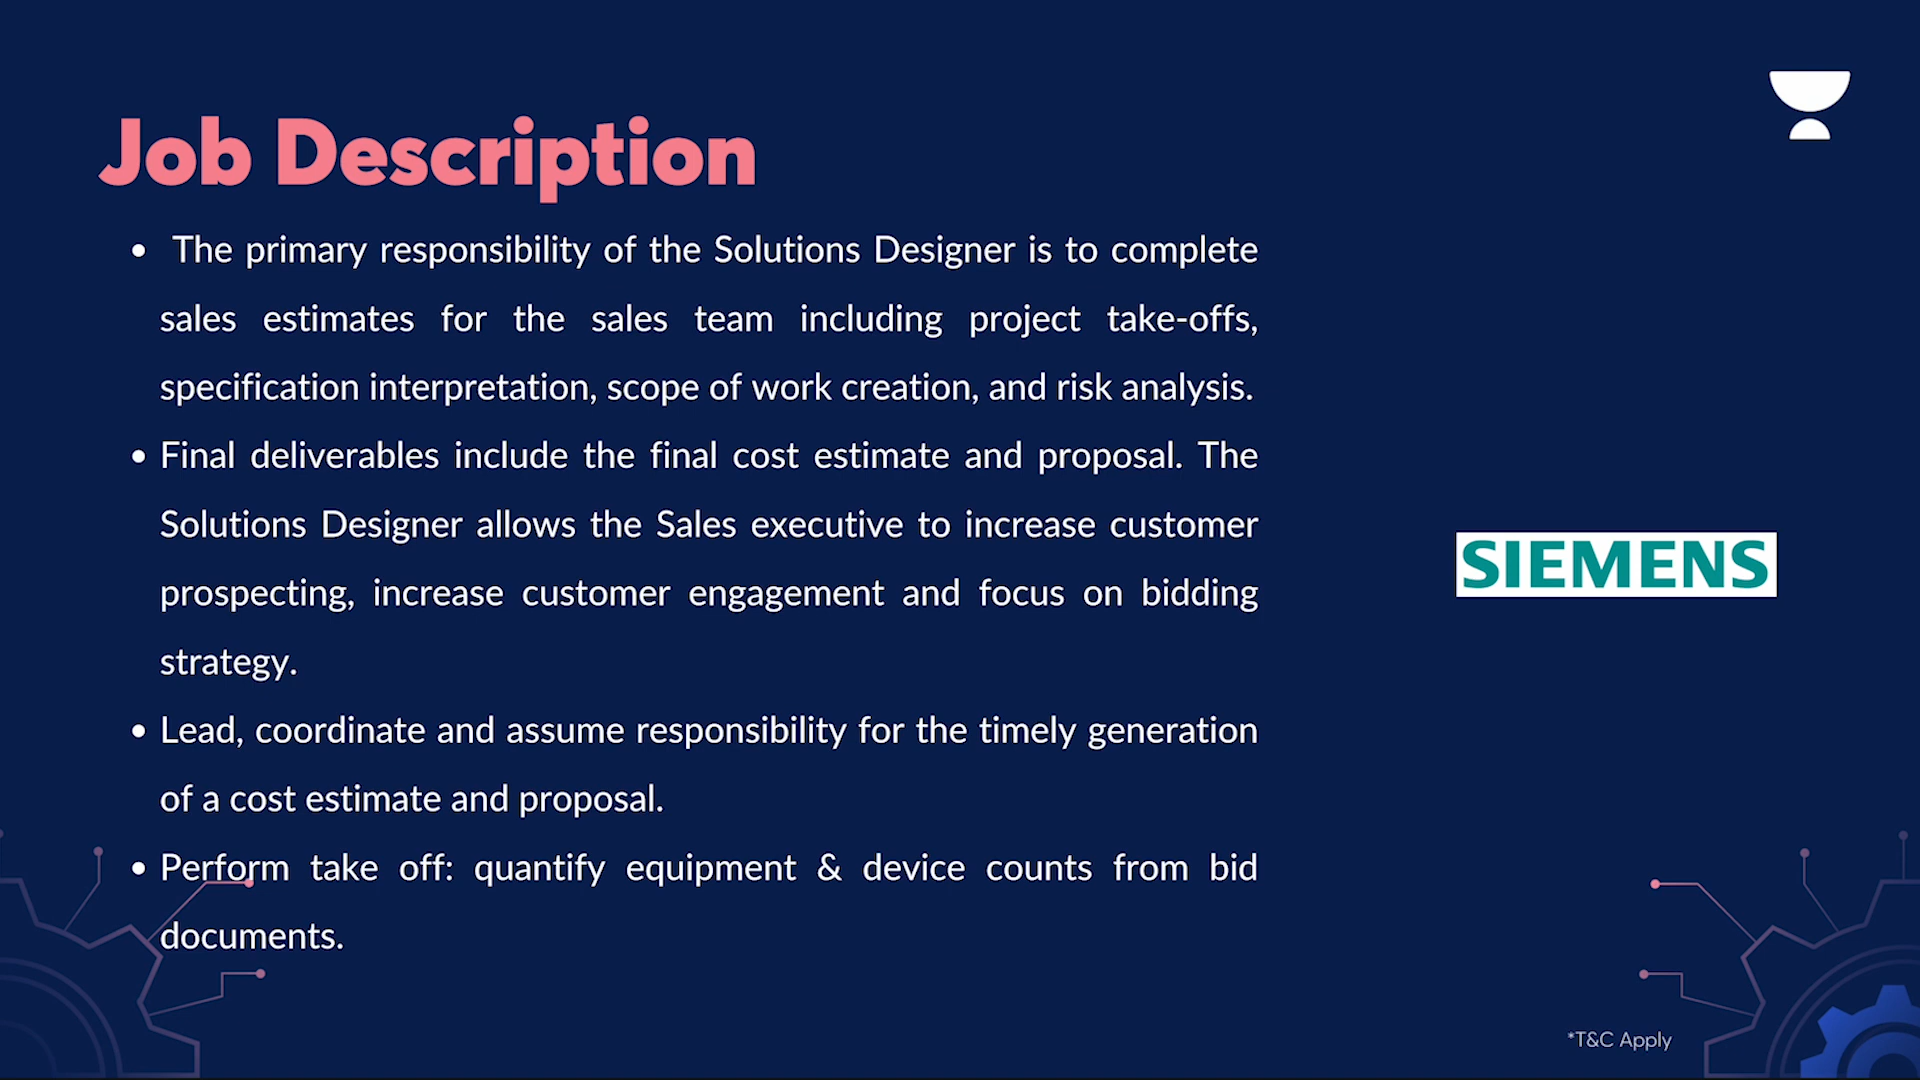 Job Description
• The primary responsibility of the Solutions Designer is to complete
sales estimates for the sales team including project take-offs,
specification interpretation, scope of work creation, and risk analysis.
• Final deliverables include the final cost estimate and proposal. The
Solutions Designer allows the Sales executive to increase customer
prospecting, increase customer engagement and focus on bidding
strategy.
• Lead, coordinate and assume responsibility for the timely generation
of a cost estimate and proposal.
• Perform take off: quantify equipment & device counts from bid
documents.
SIEMENS
*T&C Apply